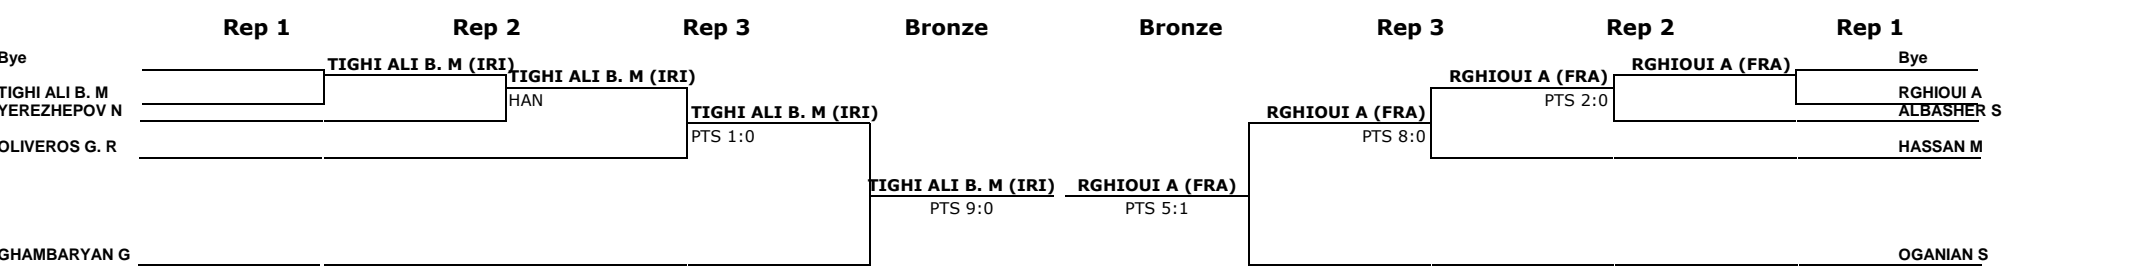 Rep 1 Rep 2 Rep 3 Bronze Bronze Rep 3 Rep 2 Rep 1
Bye TIGHI ALI B. M (IRI) RGHIOUI A (FRA) Bye
TIGHI ALI B. M (IRI) RGHIOUI A (FRA)
TIGHI ALI B. M HAN PTS 2:0 RGHIOUI A
YEREZHEPOV N TIGHI ALI B. M (IRI) RGHIOUI A (FRA) ALBASHER S
PTS 1:0 PTS 8:0
OLIVEROS G. R HASSAN M
TIGHI ALI B. M (IRI) RGHIOUI A (FRA)
PTS 9:0 PTS 5:1
GHAMBARYAN G OGANIAN S